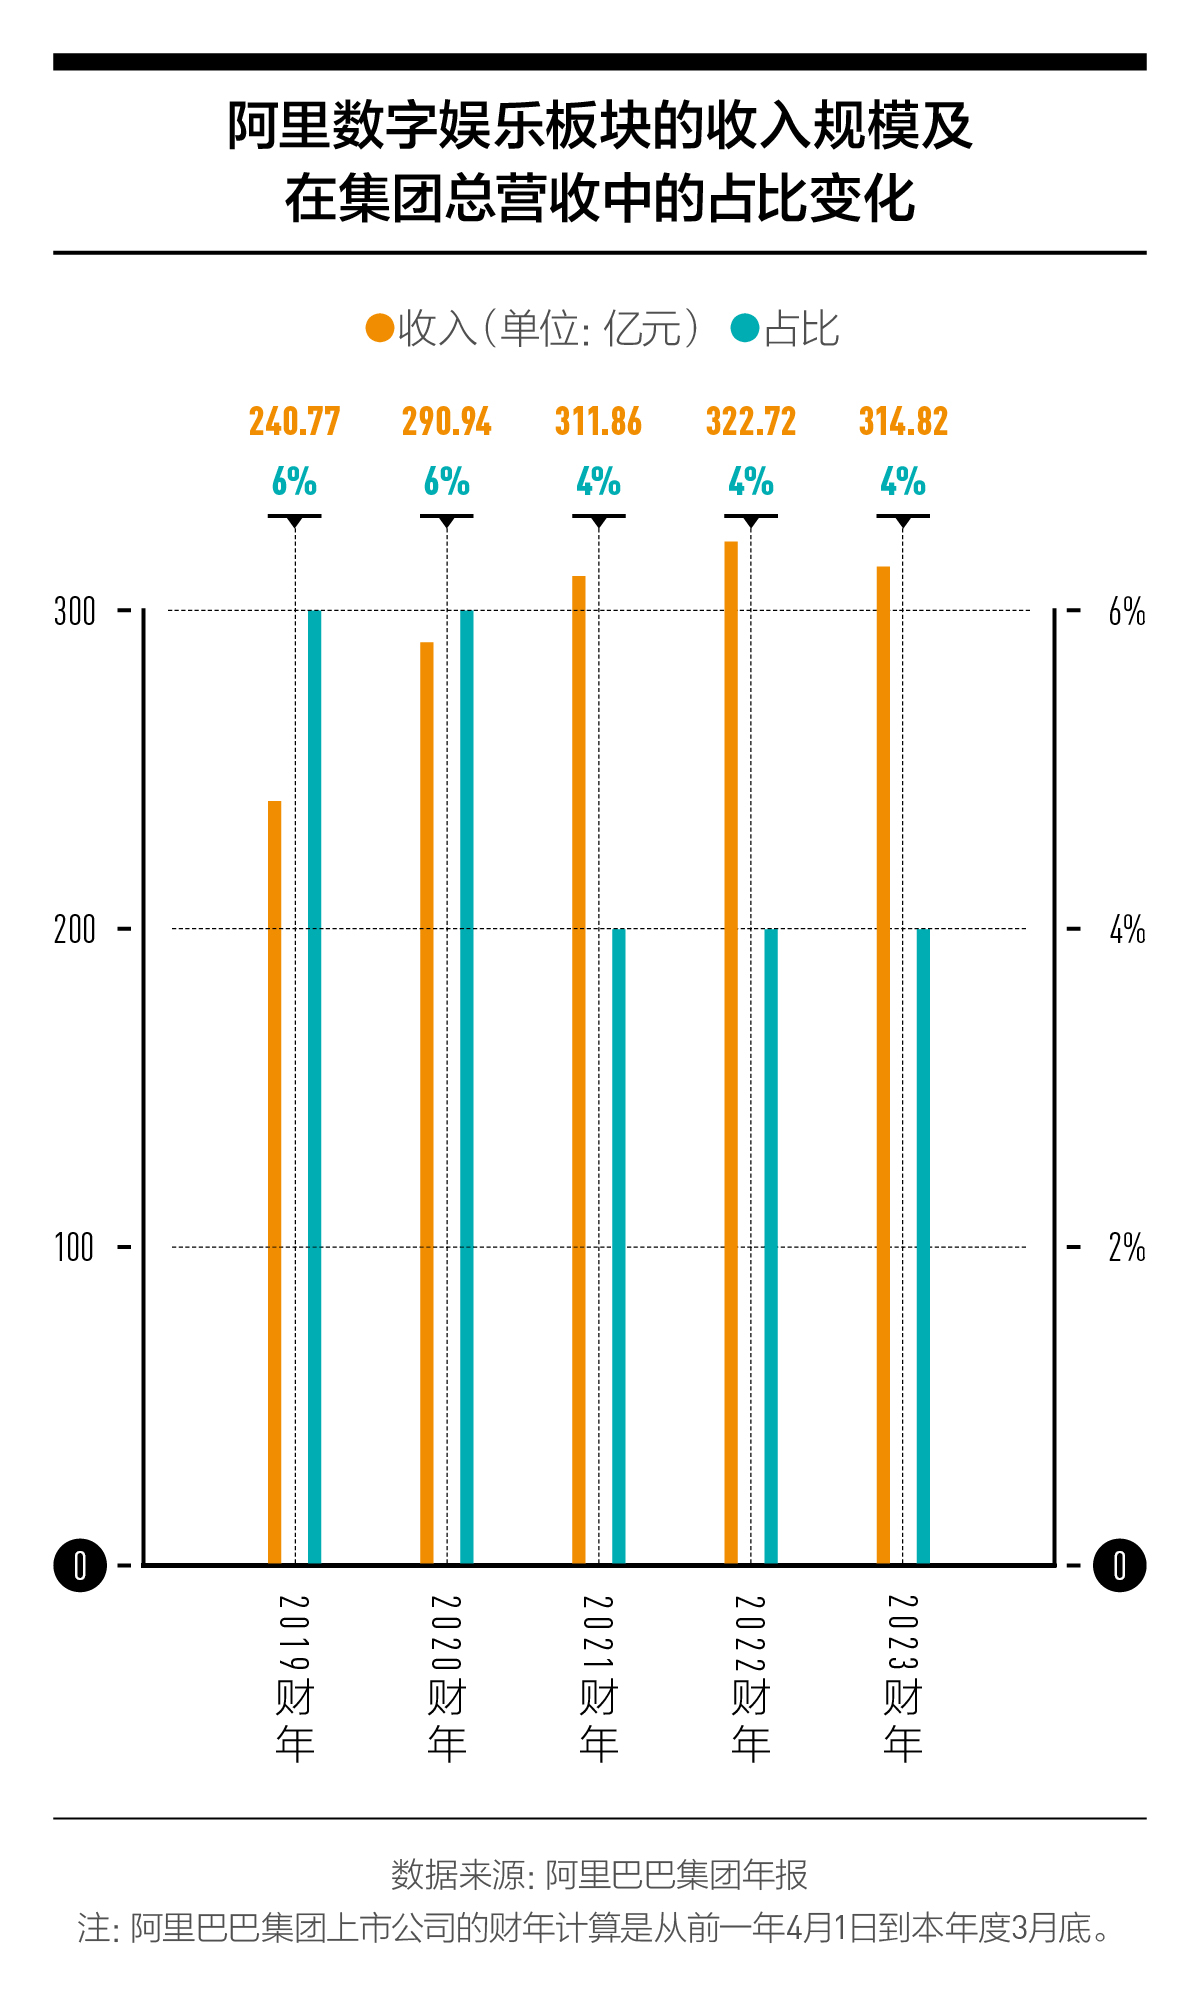 阿里数字娱乐板块的收入规模及
在集团总营收中的占比变化
收入（单位：亿元） 占比
240.77 290.94 311.86 322.72 314.82
6% 6% 4% 4% 4%
300 6%
200 4%
100 2%
0 0
2019财年 2020财年 2021财年 2022财年 2023财年
数据来源：阿里巴巴集团年报
注：阿里巴巴集团上市公司的财年计算是从前一年4月1日到本年度3月底。